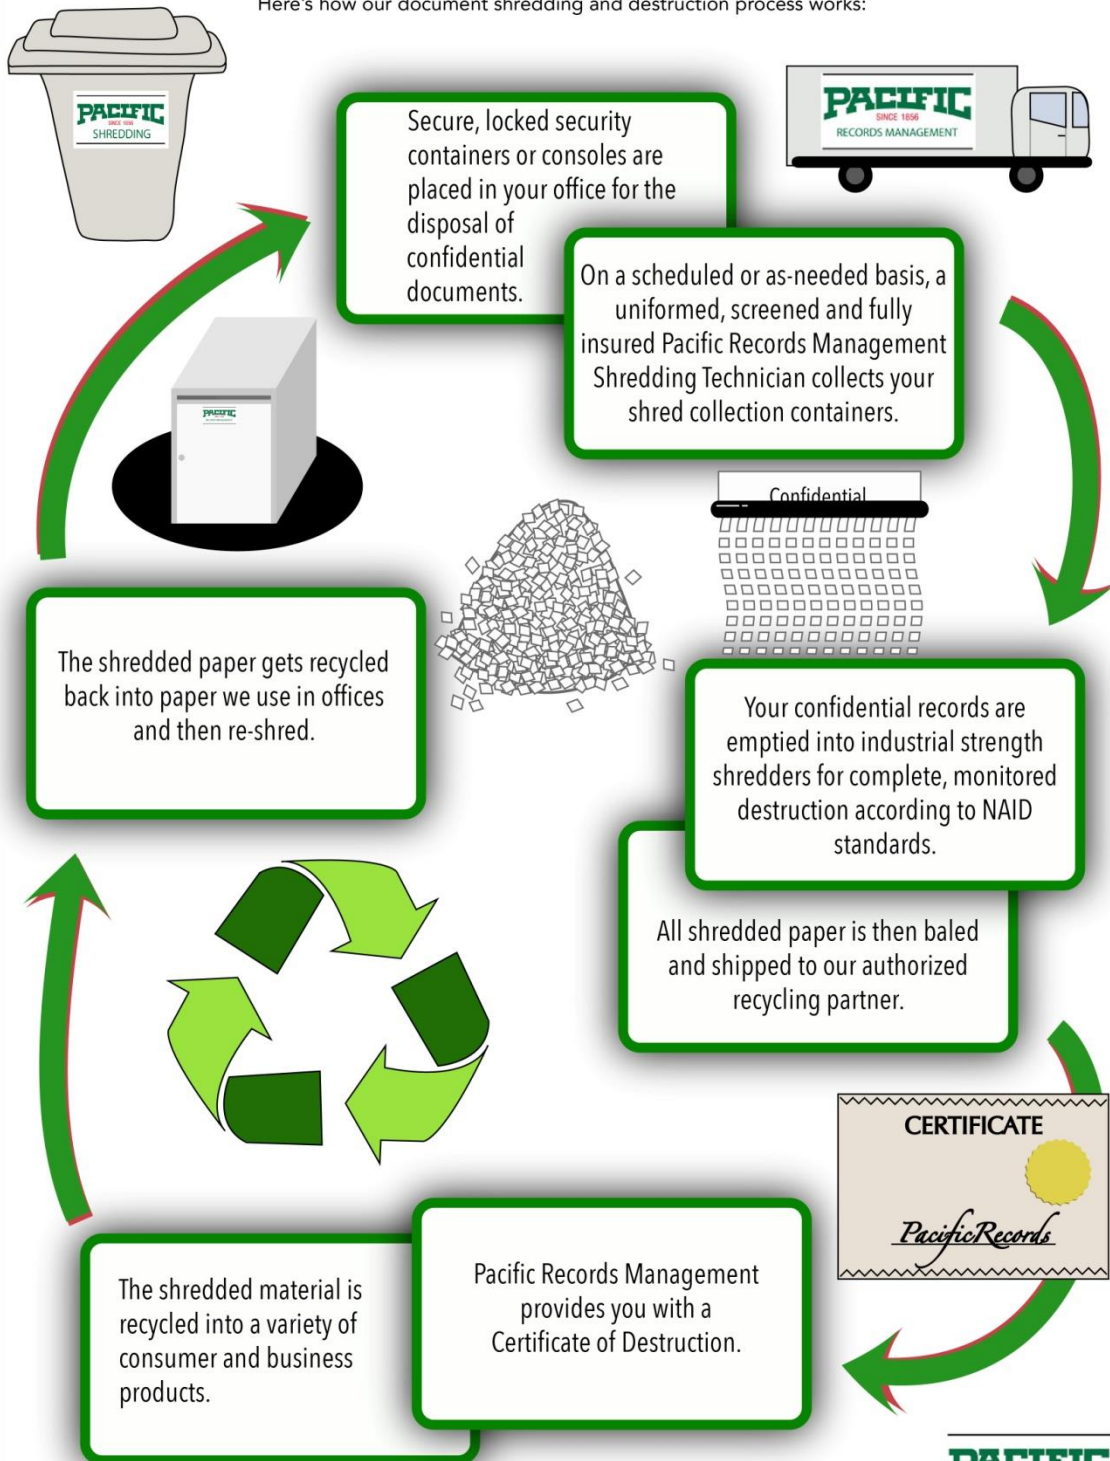 Here's how our document shredding and destruction process works:
PACIFIC
SINCE 1856
SHREDDING
PACIFIC
SINCE 1856
RECORDS MANAGEMENT
Secure, locked security
containers or consoles are
placed in your office for the
disposal of
confidential
documents.
On a scheduled or as-needed basis, a
uniformed, screened and fully
insured Pacific Records Management
Shredding Technician collects your
shred collection containers.
PACIFIC
Confidential
The shredded paper gets recycled
back into paper we use in offices
and then re-shred.
Your confidential records are
emptied into industrial strength
shredders for complete, monitored
destruction according to NAID
standards.
All shredded paper is then baled
and shipped to our authorized
recycling partner.
CERTIFICATE
PacificRecords
Pacific Records Management
provides you with a
Certificate of Destruction.
The shredded material is
recycled into a variety of
consumer and business
products.
PACIFIC